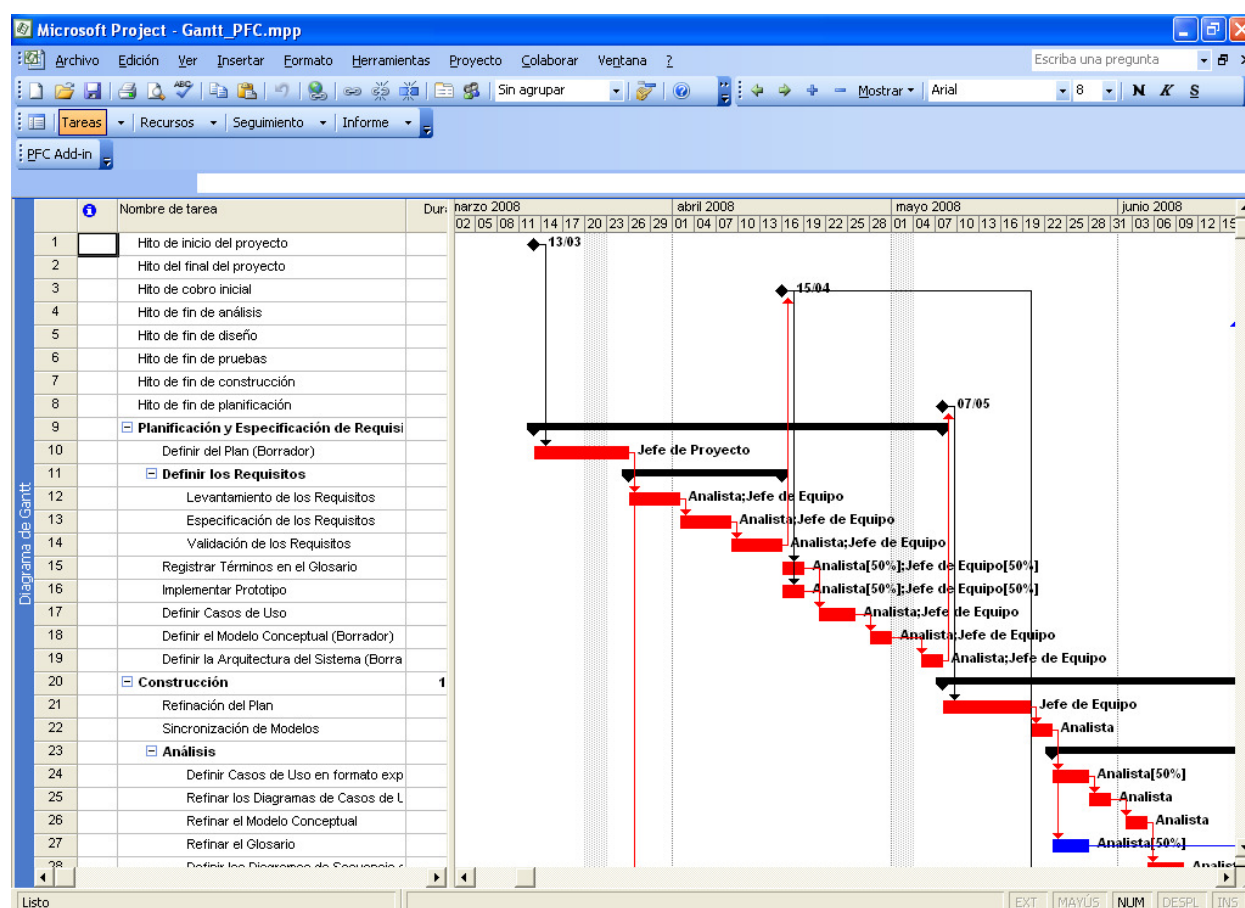 Microsoft Project - Gantt_PFC.mpp
Archivo Edición Ver Insertar Formato Herramientas Proyecto Colaborar Ventana ? Escriba una pregunta
Sin agrupar Mostrar Arial 8 N K S
Tareas Recursos Seguimiento Informe
PFC Add-in
Nombre de tarea Dura marzo 2008 abril 2008 mayo 2008 junio 2008
02 05 08 11 14 17 20 23 26 29 01 04 07 10 13 16 19 22 25 28 01 04 07 10 13 16 19 22 25 28 31 03 06 09 12 15
1 Hito de inicio del proyecto 13/03
2 Hito del final del proyecto
3 Hito de cobro inicial 15/04
4 Hito de fin de análisis
5 Hito de fin de diseño
6 Hito de fin de pruebas
7 Hito de fin de construcción
8 Hito de fin de planificación 07/05
9 Planificación y Especificación de Requisi
10 Definir del Plan (Borrador) Jefe de Proyecto
11 Definir los Requisitos
12 Levantamiento de los Requisitos Analista;Jefe de Equipo
13 Especificación de los Requisitos Analista;Jefe de Equipo
14 Validación de los Requisitos Analista;Jefe de Equipo
15 Registrar Términos en el Glosario Analista[50%];Jefe de Equipo[50%]
16 Implementar Prototipo Analista[50%];Jefe de Equipo[50%]
17 Definir Casos de Uso Analista;Jefe de Equipo
18 Definir el Modelo Conceptual (Borrador) Analista;Jefe de Equipo
19 Definir la Arquitectura del Sistema (Borra Analista;Jefe de Equipo
20 Construcción 1
21 Refinación del Plan Jefe de Equipo
22 Sincronización de Modelos Analista
23 Análisis
24 Definir Casos de Uso en formato exp Analista[50%]
25 Refinar los Diagramas de Casos de U Analista
26 Refinar el Modelo Conceptual Analista
27 Refinar el Glosario Analista[50%]
28 Definir los Diagramas de Secuencia Analist
Diagrama de Gantt
Listo EXT MAYÚS NUM DESPL INS